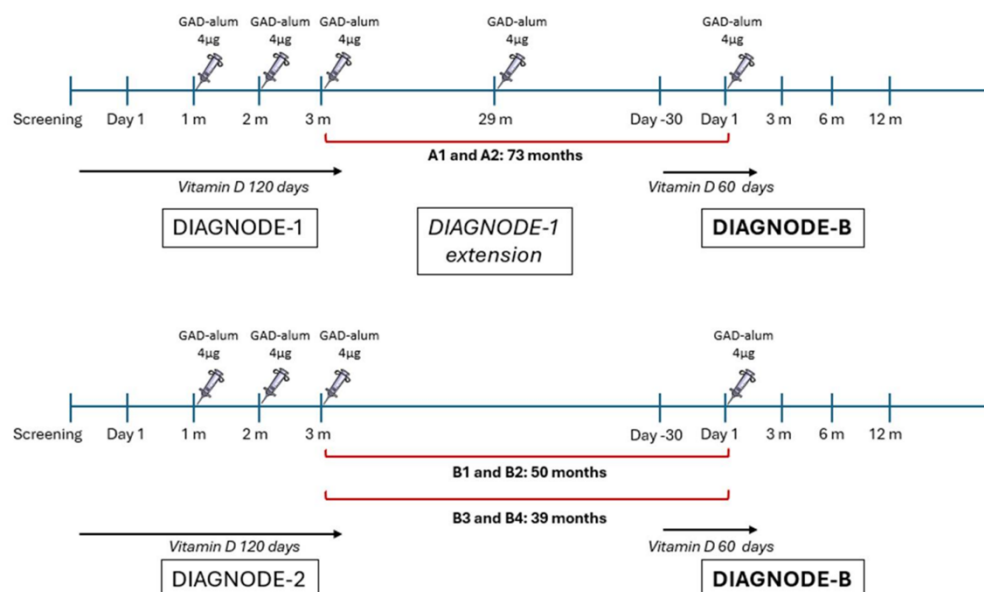 GAD-alum GAD-alum GAD-alum GAD-alum GAD-alum
4µg 4µg 4µg 4µg 4µg
Screening Day 1 1 m 2 m 3 m 29 m Day -30 Day 1 3 m 6 m 12 m
A1 and A2: 73 months
Vitamin D 120 days Vitamin D 60 days
DIAGNODE-1 DIAGNODE-1 DIAGNODE-B
extension
GAD-alum GAD-alum GAD-alum GAD-alum
4µg 4µg 4µg 4µg
Screening Day 1 1 m 2 m 3 m Day -30 Day 1 3 m 6 m 12 m
B1 and B2: 50 months
B3 and B4: 39 months
Vitamin D 120 days Vitamin D 60 days
DIAGNODE-2 DIAGNODE-B